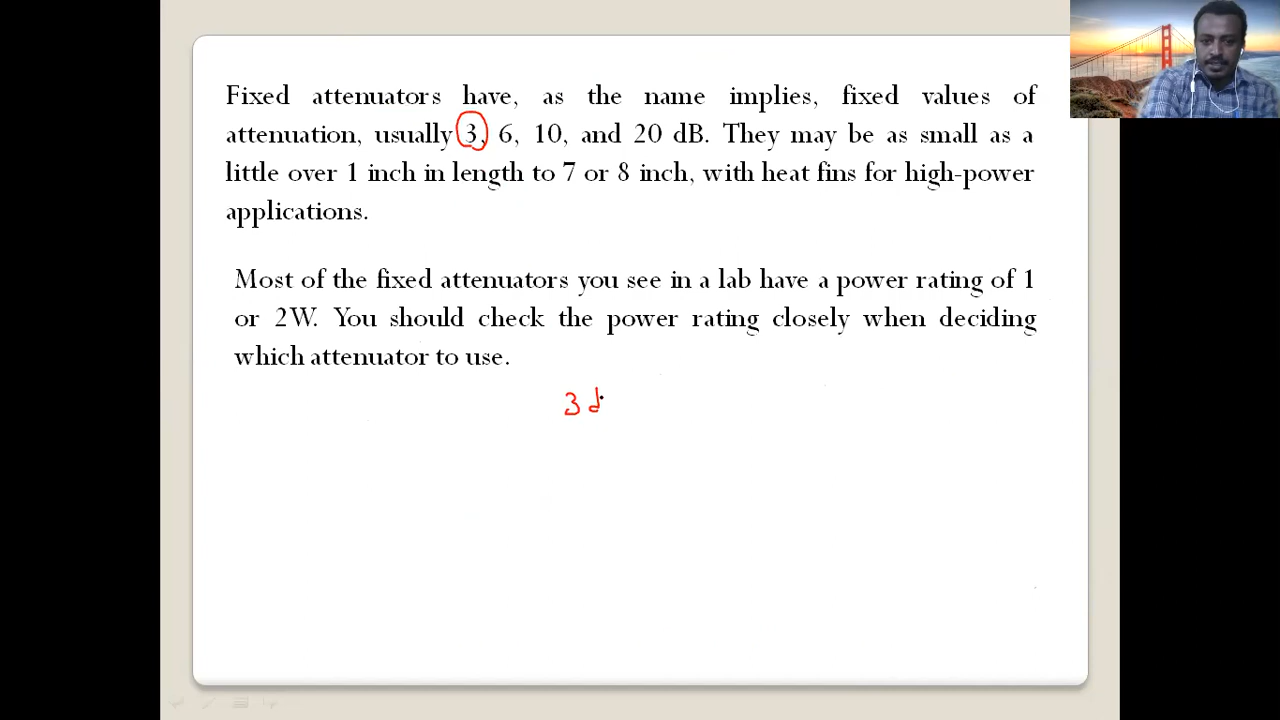 Fixed attenuators have, as the name implies, fixed values of
attenuation, usually 3, 6, 10, and 20 dB. They may be as small as a
little over 1 inch in length to 7 or 8 inch, with heat fins for high-power
applications.
Most of the fixed attenuators you see in a lab have a power rating of 1
or 2W. You should check the power rating closely when deciding
which attenuator to use.
3 d